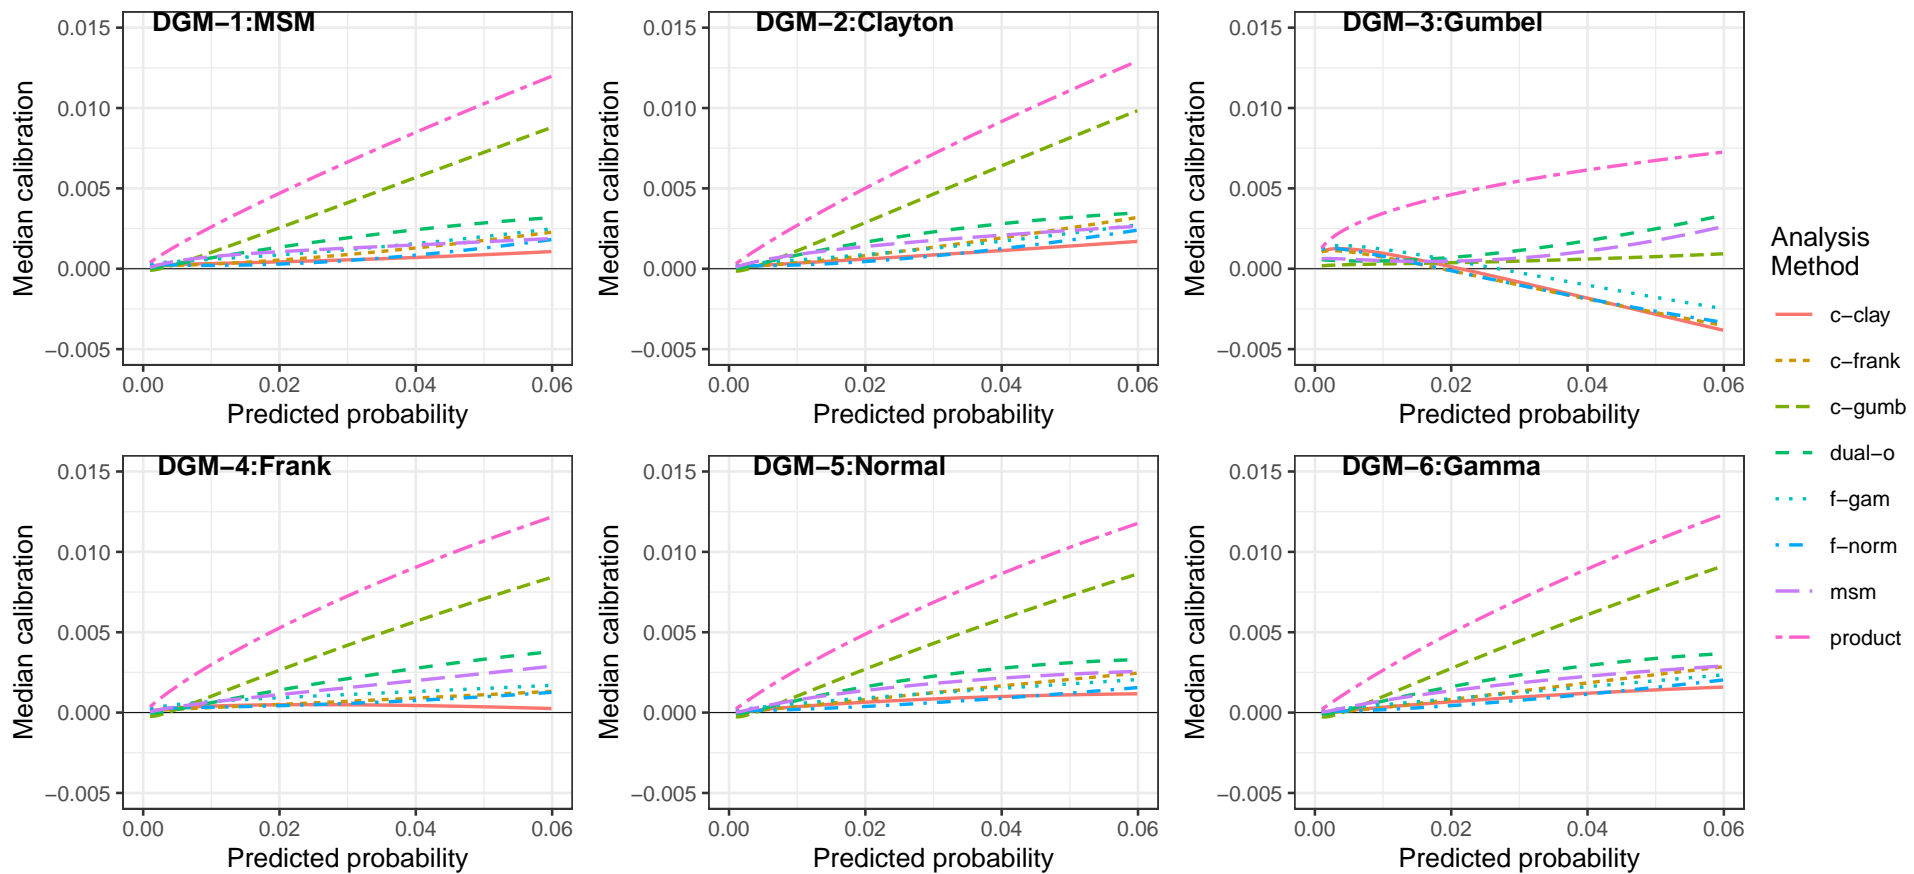 DGM−1:MSM
0.015
0.010
0.005
0.000
−0.005
Median calibration
0.00 0.02 0.04 0.06
Predicted probability
DGM−2:Clayton
0.015
0.010
0.005
0.000
−0.005
Median calibration
0.00 0.02 0.04 0.06
Predicted probability
DGM−3:Gumbel
0.015
0.010
0.005
0.000
−0.005
Median calibration
0.00 0.02 0.04 0.06
Predicted probability
DGM−4:Frank
0.015
0.010
0.005
0.000
−0.005
Median calibration
0.00 0.02 0.04 0.06
Predicted probability
DGM−5:Normal
0.015
0.010
0.005
0.000
−0.005
Median calibration
0.00 0.02 0.04 0.06
Predicted probability
DGM−6:Gamma
0.015
0.010
0.005
0.000
−0.005
Median calibration
0.00 0.02 0.04 0.06
Predicted probability
Analysis
Method
c−clay
c−frank
c−gumb
dual−o
f−gam
f−norm
msm
product